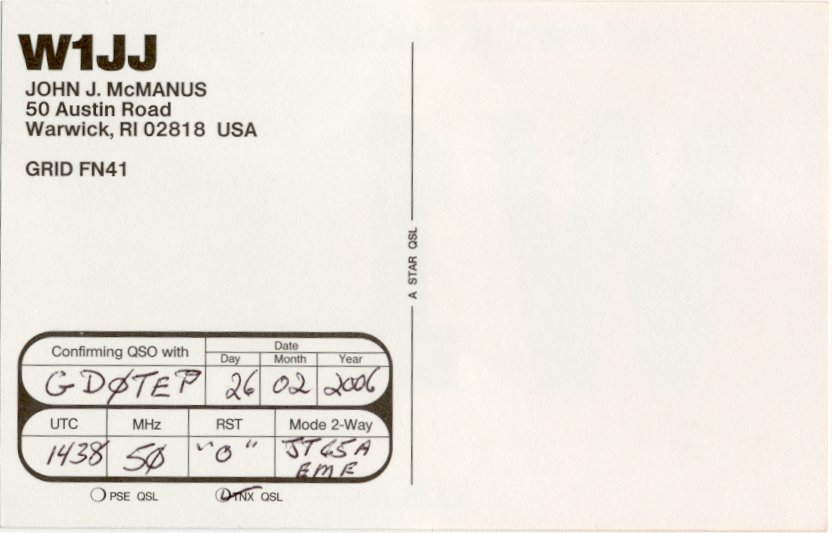 W1JJ
JOHN J. McMANUS
50 Austin Road
Warwick, RI 02818 USA
GRID FN41
A STAR QSL
Confirming QSO with
Date
Day Month Year
GDØTEP 26 02 2006
UTC MHz RST Mode 2-Way
1438 5Ø "O" JT65A
EME
PSE QSL TNX QSL